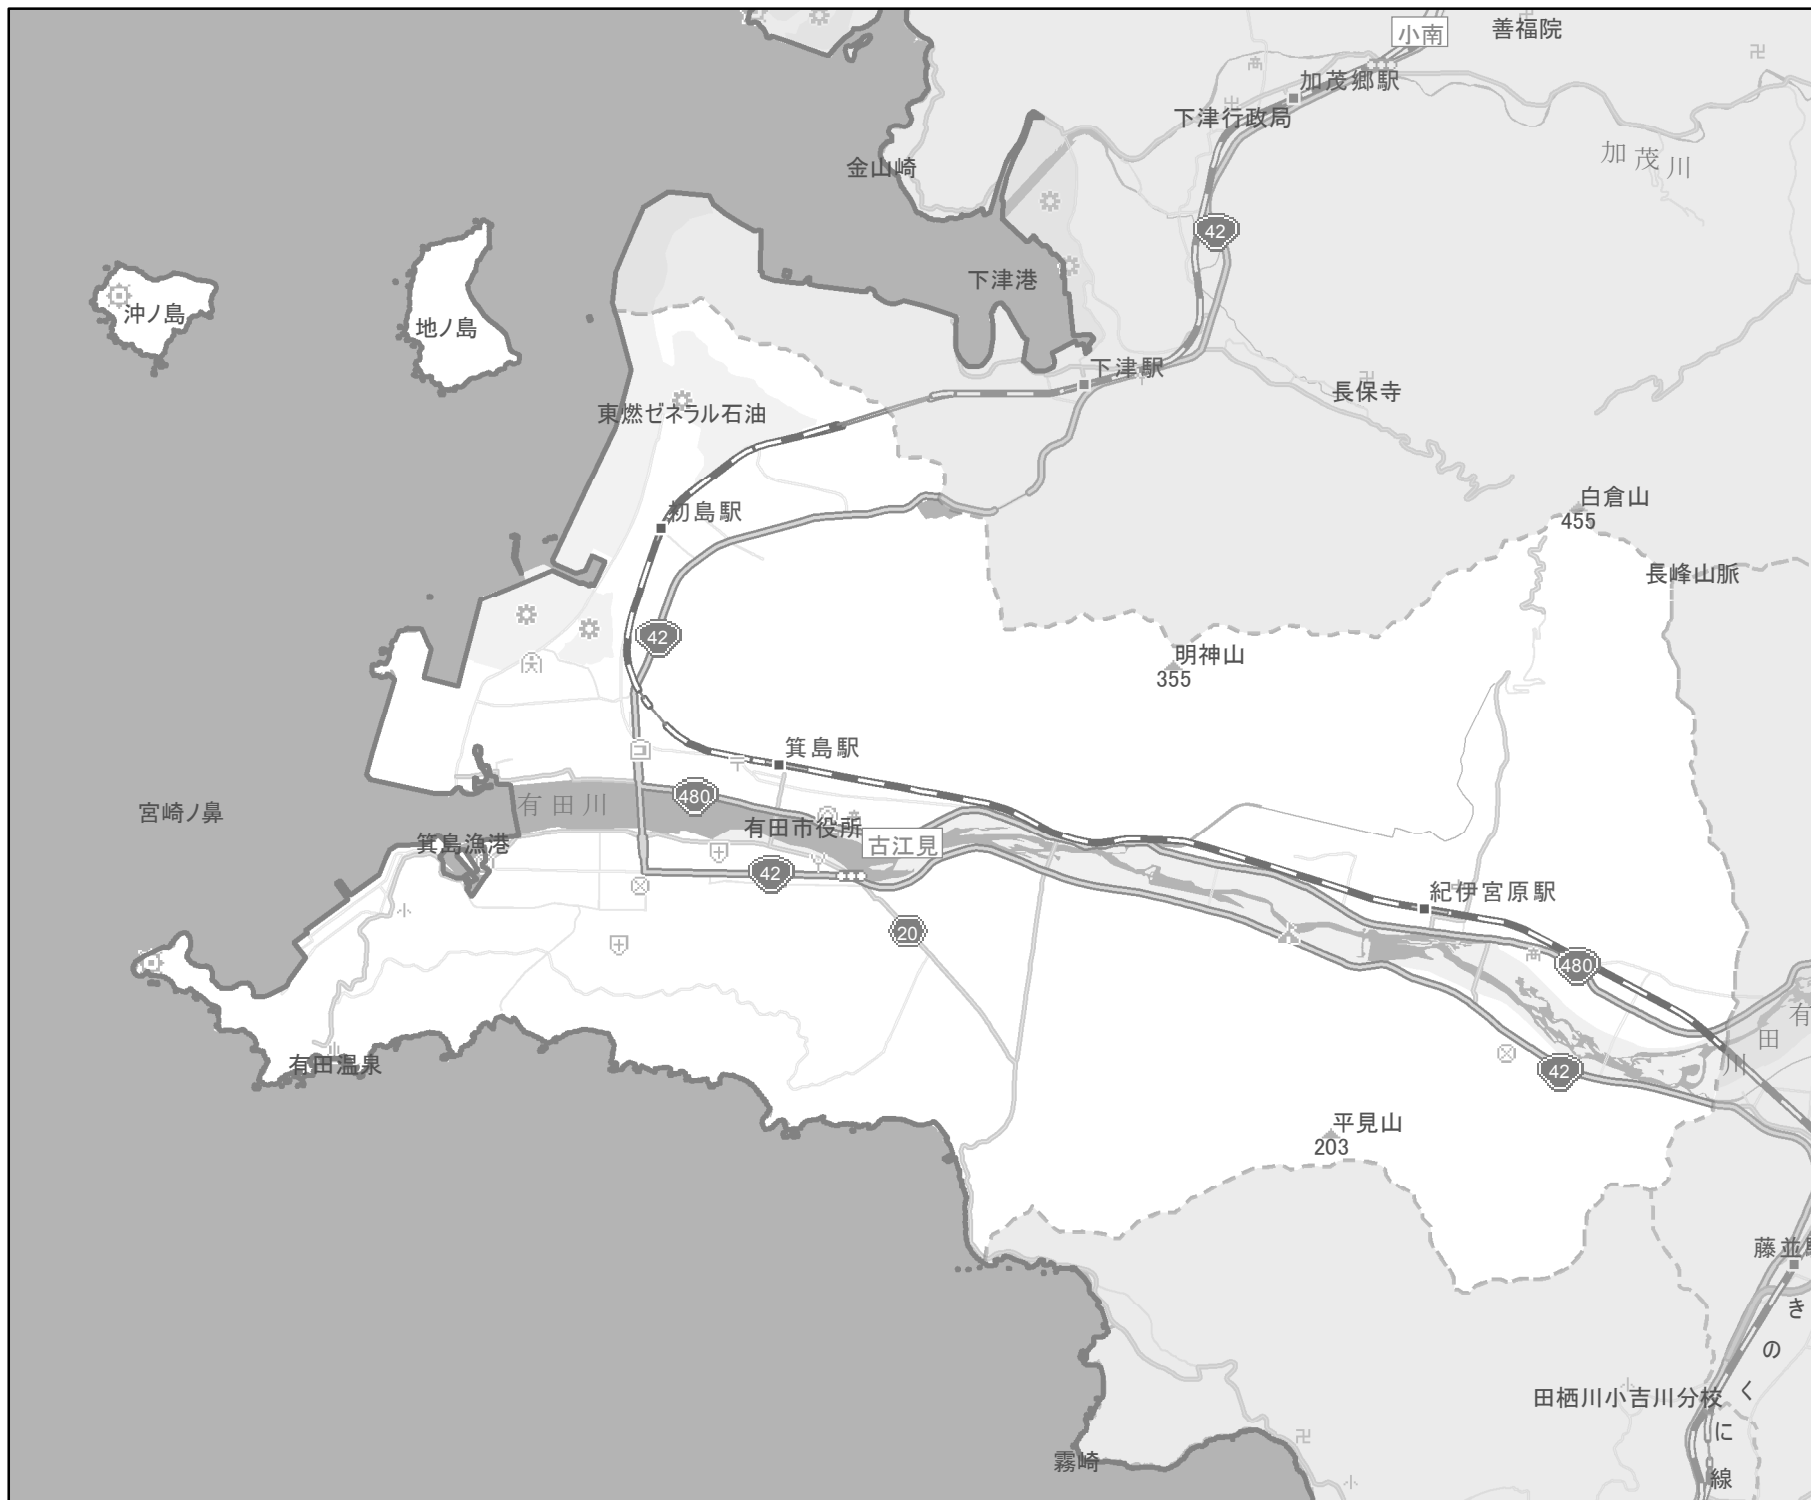 小南
善福院
加茂郷駅
下津行政局
加茂川
金山崎
42
下津港
沖ノ島
地ノ島
下津駅
長保寺
東燃ゼネラル石油
初島駅
白倉山
455
長峰山脈
42
明神山
355
箕島駅
480
有田川
宮崎ノ鼻
有田市役所
古江見
箕島漁港
42
紀伊宮原駅
20
480
有田川
有田温泉
42
平見山
203
藤並駅
きのくに線
田栖川小吉川分校
霧崎